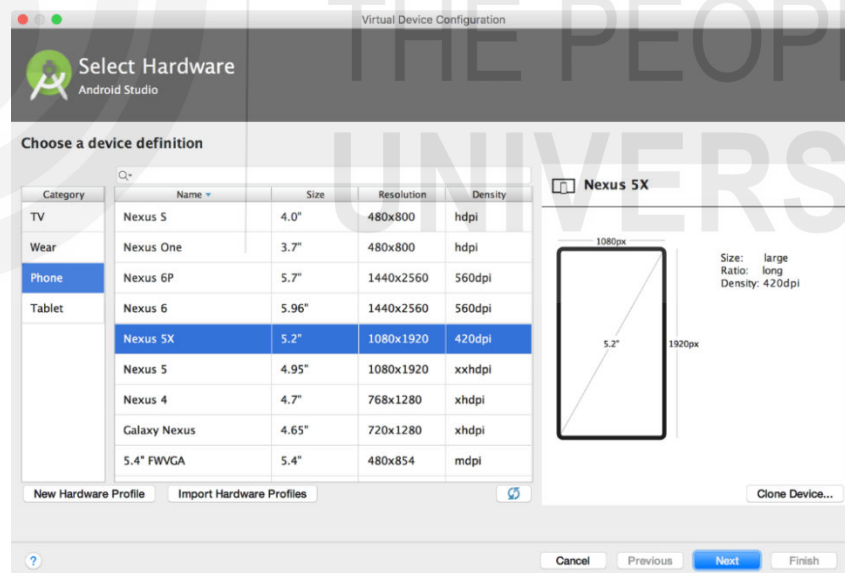 Virtual Device Configuration
THE PEOPL
UNIVERS
Select Hardware
Android Studio
Choose a device definition
Category Name Size Resolution Density
TV Nexus S 4.0" 480x800 hdpi
Wear Nexus One 3.7" 480x800 hdpi
Phone Nexus 6P 5.7" 1440x2560 560dpi
Tablet Nexus 6 5.96" 1440x2560 560dpi
Nexus 5X 5.2" 1080x1920 420dpi
Nexus 5 4.95" 1080x1920 xxhdpi
Nexus 4 4.7" 768x1280 xhdpi
Galaxy Nexus 4.65" 720x1280 xhdpi
5.4" FWVGA 5.4" 480x854 mdpi
New Hardware Profile Import Hardware Profiles
Nexus 5X
1080px
Size: large
Ratio: long
Density: 420dpi
5.2" 1920px
Clone Device...
? Cancel Previous Next Finish